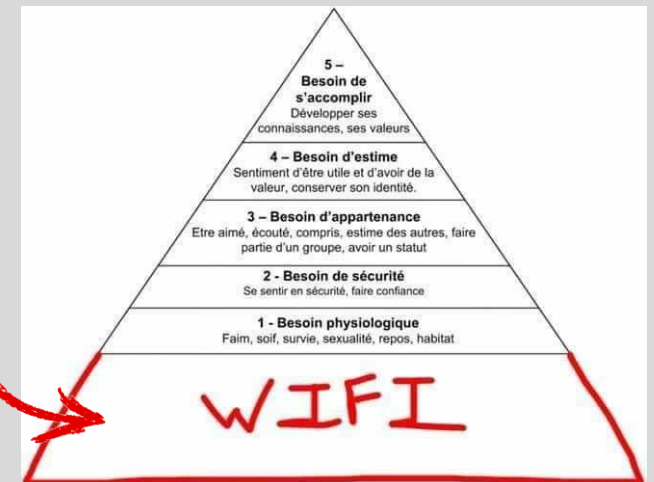 5 –
Besoin de
s'accomplir
Développer ses
connaissances, ses valeurs
4 – Besoin d'estime
Sentiment d'être utile et d'avoir de la
valeur, conserver son identité.
3 – Besoin d'appartenance
Etre aimé, écouté, compris, estime des autres, faire
partie d'un groupe, avoir un statut
2 - Besoin de sécurité
Se sentir en sécurité, faire confiance
1 - Besoin physiologique
Faim, soif, survie, sexualité, repos, habitat
WIFI